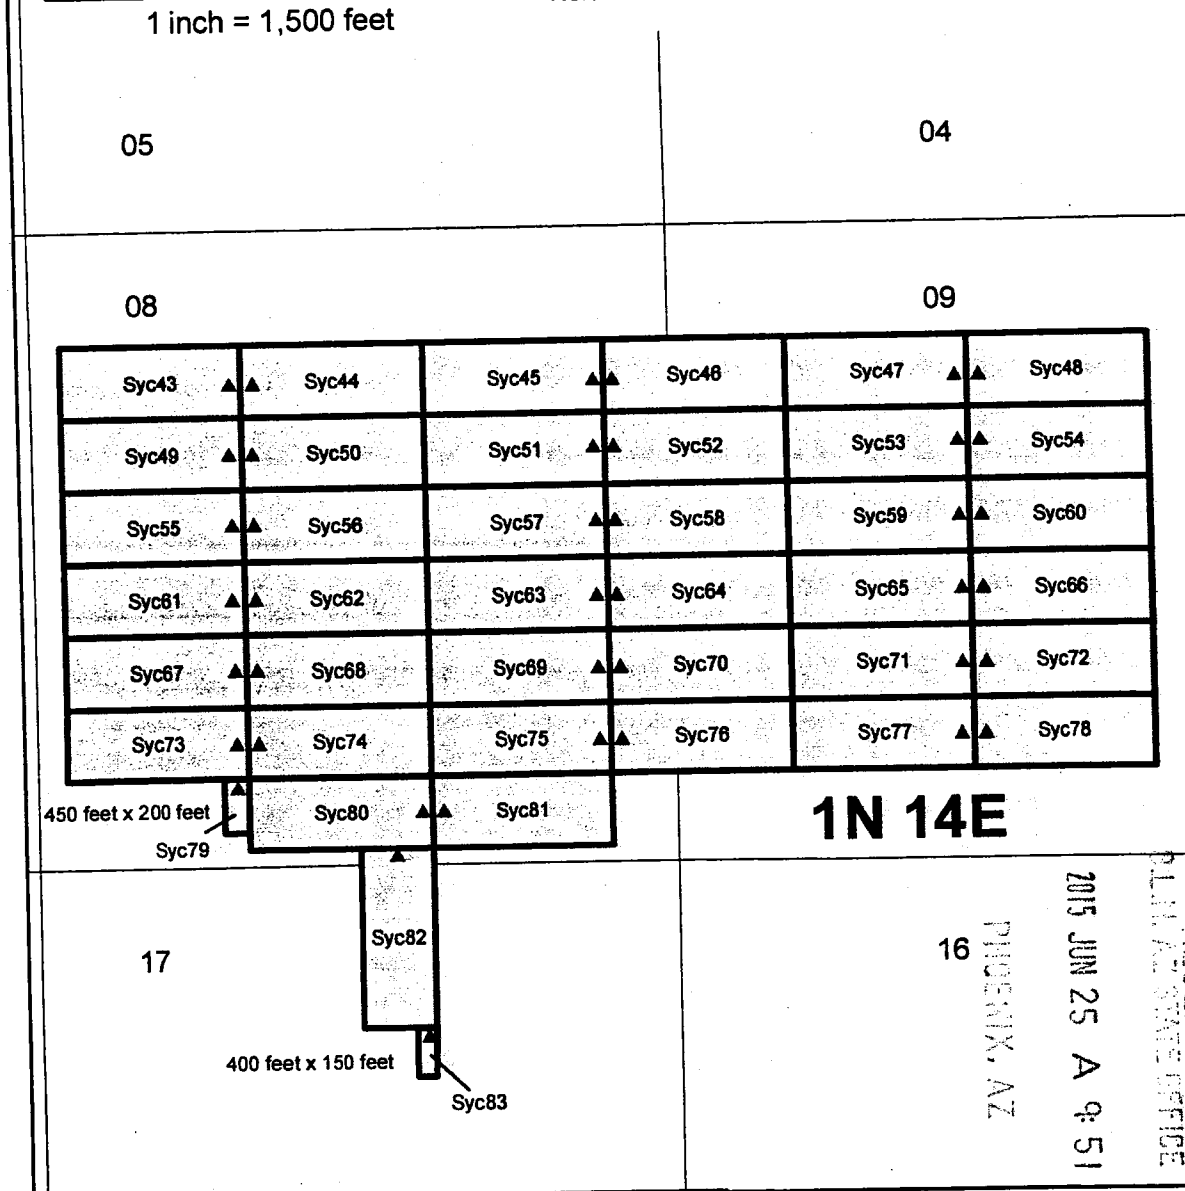 1 inch = 1,500 feet
05
04
08
09
Syc43 Syc44 Syc45 Syc46 Syc47 Syc48
Syc49 Syc50 Syc51 Syc52 Syc53 Syc54
Syc55 Syc56 Syc57 Syc58 Syc59 Syc60
Syc61 Syc62 Syc63 Syc64 Syc65 Syc66
Syc67 Syc68 Syc69 Syc70 Syc71 Syc72
Syc73 Syc74 Syc75 Syc76 Syc77 Syc78
450 feet x 200 feet Syc80 Syc81
Syc79
1N 14E
Syc82
17
16
400 feet x 150 feet
Syc83
STATE OFFICE
2015 JUN 25 A 9:51
PHOENIX, AZ